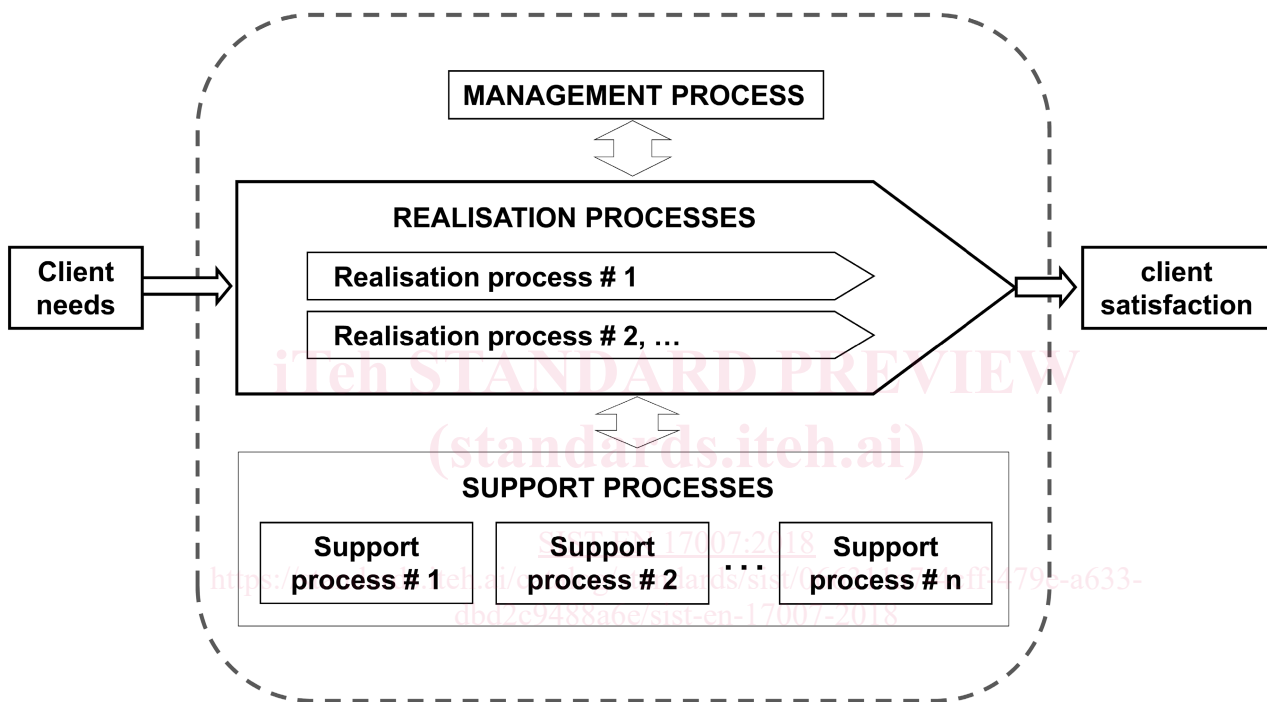 MANAGEMENT PROCESS
REALISATION PROCESSES
Client
needs
Realisation process # 1
Realisation process # 2, …
client
satisfaction
iTeh STANDARD PREVIEW
(standards.iteh.ai)
SUPPORT PROCESSES
Support
process # 1
Support
process # 2
...
Support
process # n
SIST EN 17007:2018
dbd2c9488a6e/sist-en-17007-2018